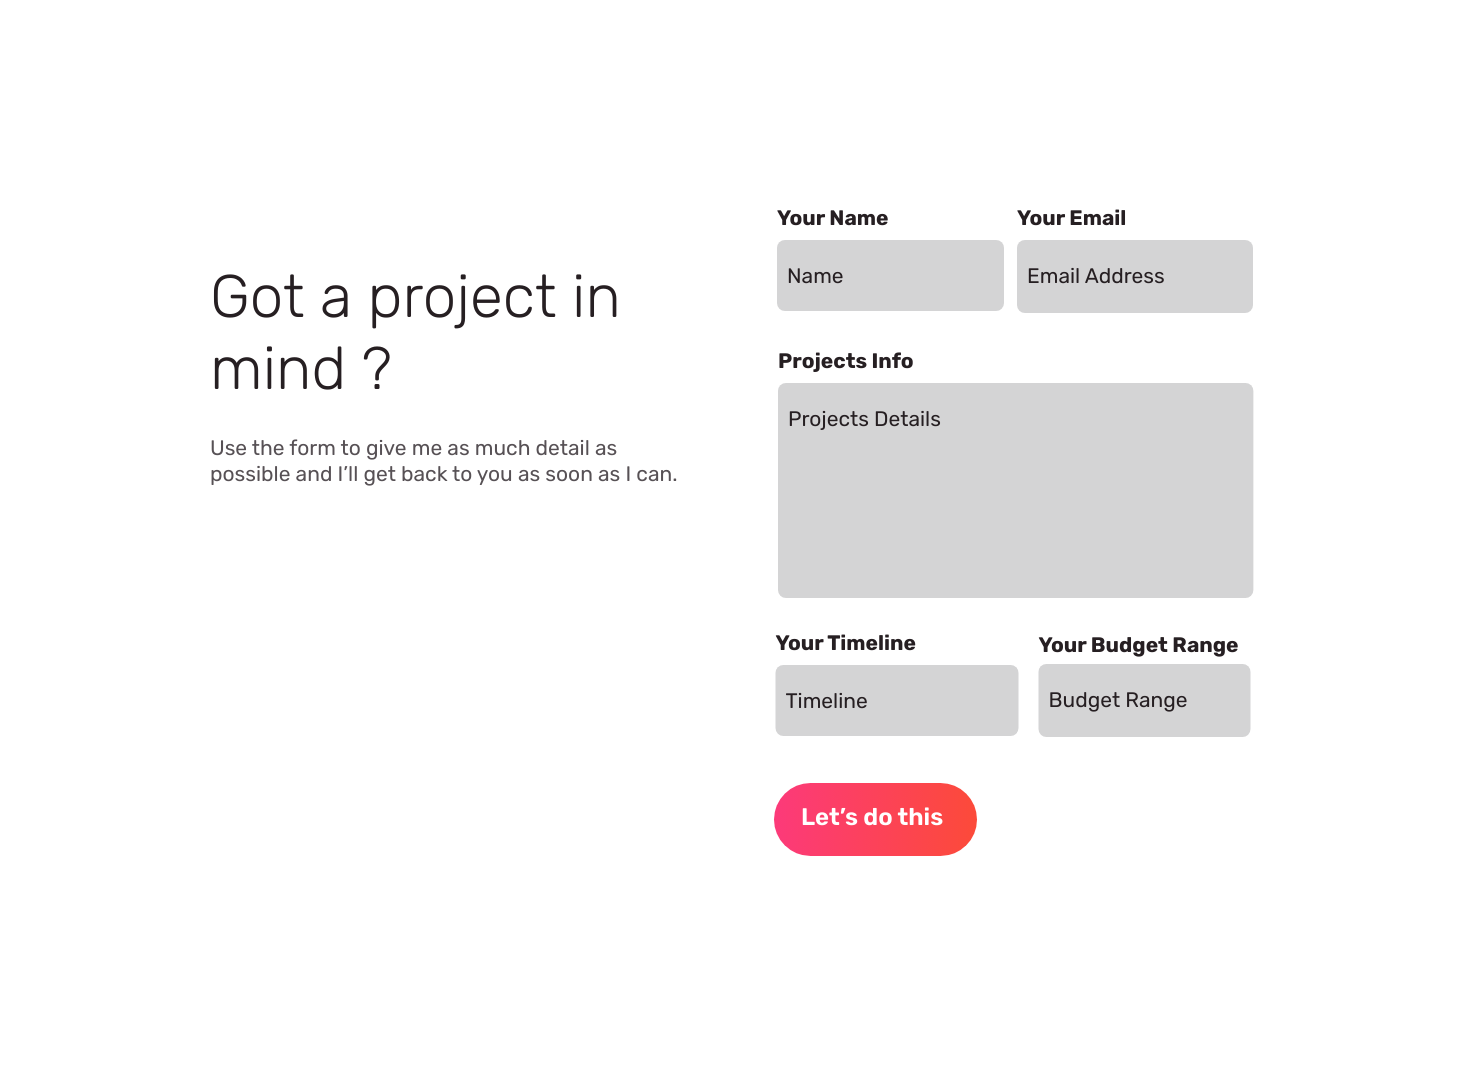 Got a project in
mind ?
Use the form to give me as much detail as
possible and I’ll get back to you as soon as I can.
Your Name
Name
Your Email
Email Address
Projects Info
Projects Details
Your Timeline
Timeline
Your Budget Range
Budget Range
Let’s do this